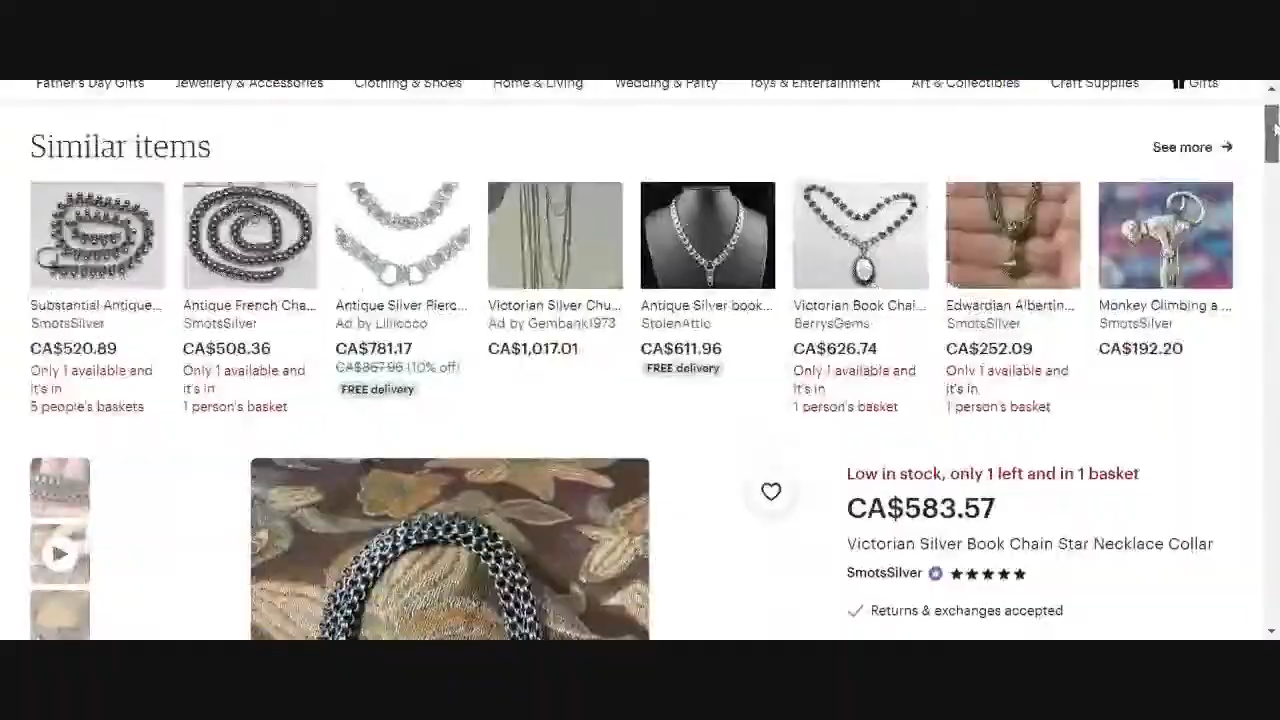 Father's Day Gifts Jewellery & Accessories Clothing & Shoes Home & Living Wedding & Party Toys & Entertainment Art & Collectibles Craft Supplies Gifts
Similar items
See more →
Substantial Antique...
SmotsSilver
CA$520.89
Only 1 available and
it's in
5 people's baskets
Antique French Cha...
SmotsSilver
CA$508.36
Only 1 available and
it's in
1 person's basket
Antique Silver Fierc...
Ad by Lilicoco
CA$781.17
CA$867.96 (10% off)
FREE delivery
Victorian Silver Chu...
Ad by Gembank1973
CA$1,017.01
Antique Silver book...
StolenAttic
CA$611.96
FREE delivery
Victorian Book Chai...
BerrysGems
CA$626.74
Only 1 available and
it's in
1 person's basket
Edwardian Albertin...
SmotsSilver
CA$252.09
Only 1 available and
it's in
1 person's basket
Monkey Climbing a ...
SmotsSilver
CA$192.20
Low in stock, only 1 left and in 1 basket
CA$583.57
Victorian Silver Book Chain Star Necklace Collar
SmotsSilver ★★★★★
Returns & exchanges accepted